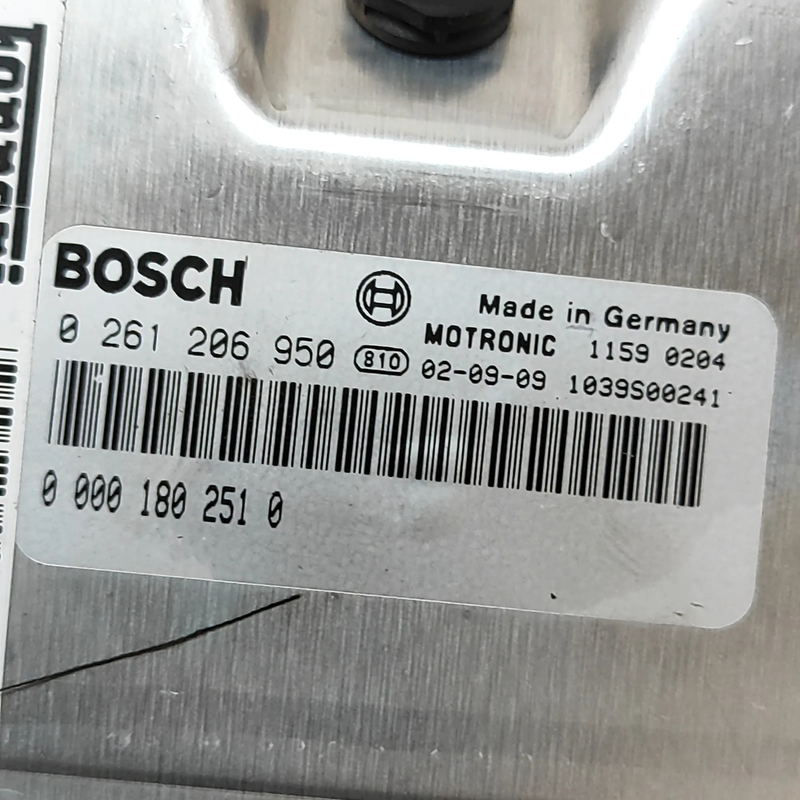 BOSCH
Made in Germany
0 261 206 950
MOTRONIC 1159 0204
810 02-09-09 1039S00241
0 000 180 251 0